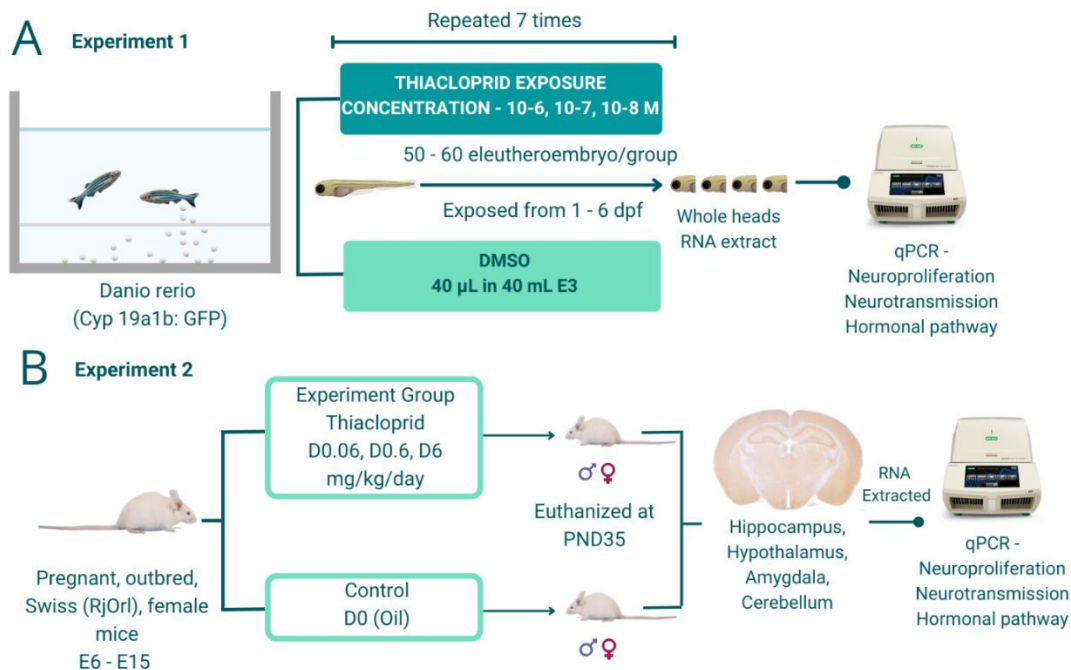 A
Experiment 1
Repeated 7 times
THIACLOPRID EXPOSURE
CONCENTRATION - 10-6, 10-7, 10-8 M
50 - 60 eleutheroembryo/group
Exposed from 1 - 6 dpf
Whole heads
RNA extract
DMSO
40 µL in 40 mL E3
Danio rerio
(Cyp 19a1b: GFP)
qPCR -
Neuroproliferation
Neurotransmission
Hormonal pathway
B
Experiment 2
Experiment Group
Thiacloprid
D0.06, D0.6, D6
mg/kg/day
Euthanized at
PND35
Pregnant, outbred,
Swiss (RjOrl), female
mice
E6 - E15
Control
D0 (Oil)
Hippocampus,
Hypothalamus,
Amygdala,
Cerebellum
RNA
Extracted
qPCR -
Neuroproliferation
Neurotransmission
Hormonal pathway